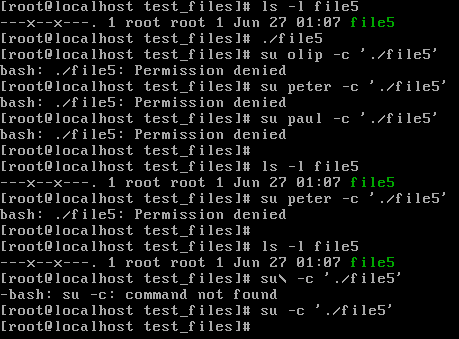 [root@localhost test_files]# ls -l file5
---x--x---. 1 root root 1 Jun 27 01:07 file5
[root@localhost test_files]# ./file5
[root@localhost test_files]# su olip -c './file5'
bash: ./file5: Permission denied
[root@localhost test_files]# su peter -c './file5'
bash: ./file5: Permission denied
[root@localhost test_files]# su paul -c './file5'
bash: ./file5: Permission denied
[root@localhost test_files]#
[root@localhost test_files]# ls -l file5
---x--x---. 1 root root 1 Jun 27 01:07 file5
[root@localhost test_files]# su peter -c './file5'
bash: ./file5: Permission denied
[root@localhost test_files]#
[root@localhost test_files]# ls -l file5
---x--x---. 1 root root 1 Jun 27 01:07 file5
[root@localhost test_files]# su\ -c './file5'
-bash: su -c: command not found
[root@localhost test_files]# su -c './file5'
[root@localhost test_files]#